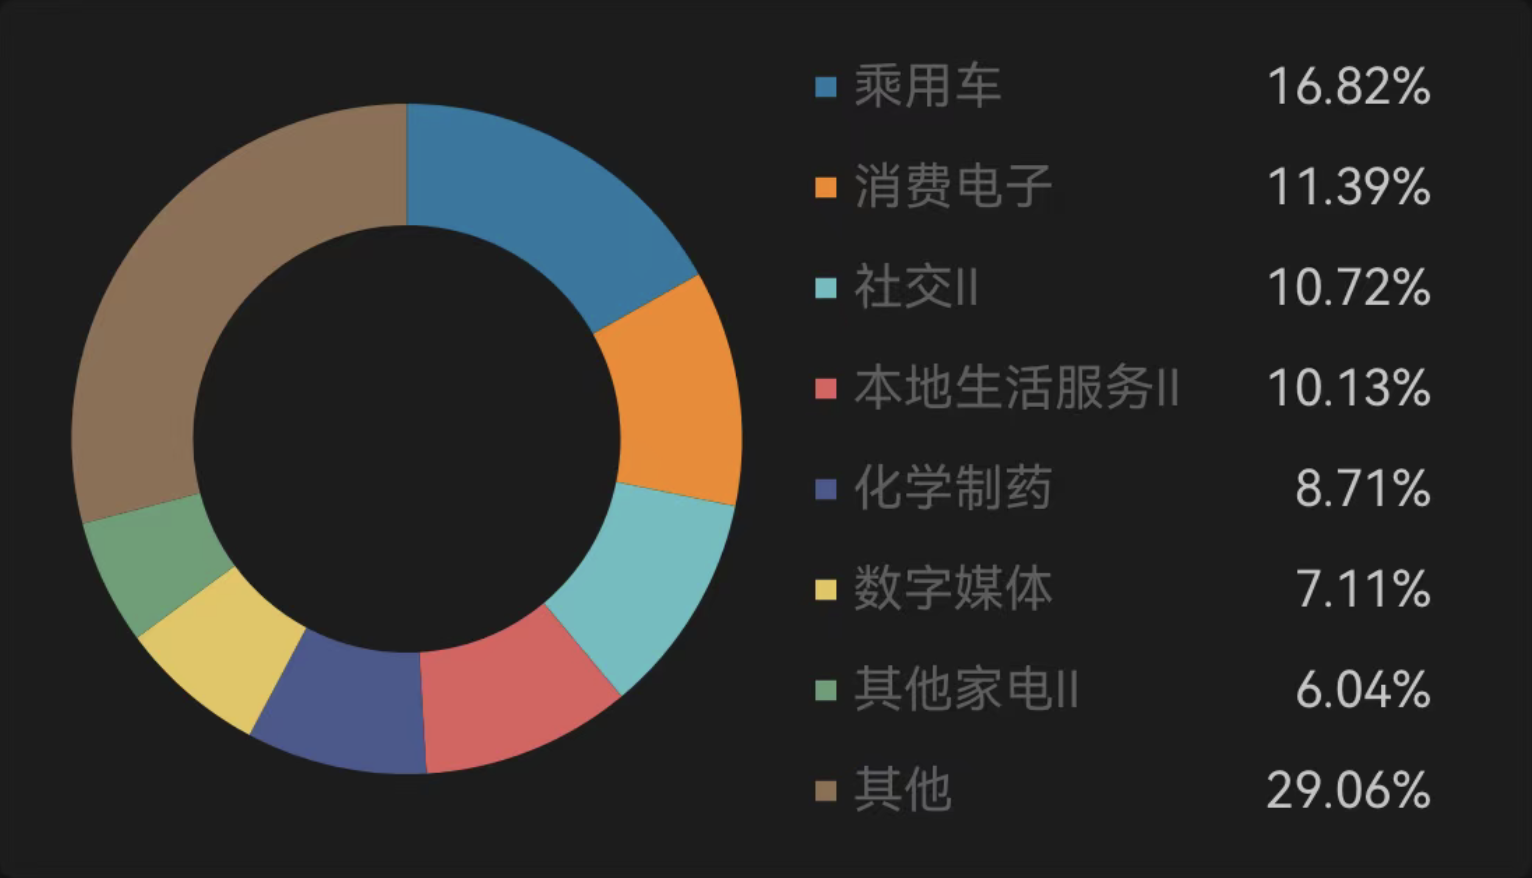 乘用车 16.82%
消费电子 11.39%
社交II 10.72%
本地生活服务II 10.13%
化学制药 8.71%
数字媒体 7.11%
其他家电II 6.04%
其他 29.06%